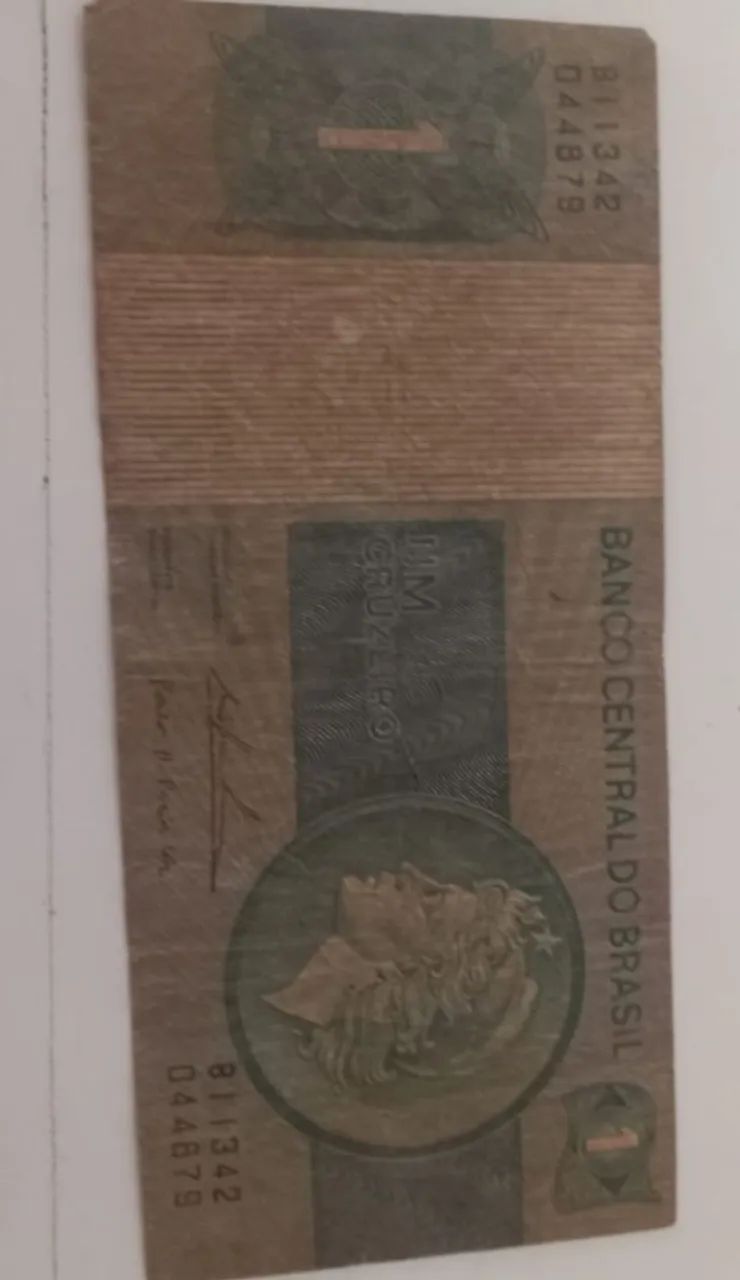 B11342
044879
BANCO CENTRAL DO BRASIL
1
1
UM
CRUZEIRO
B11342
044879